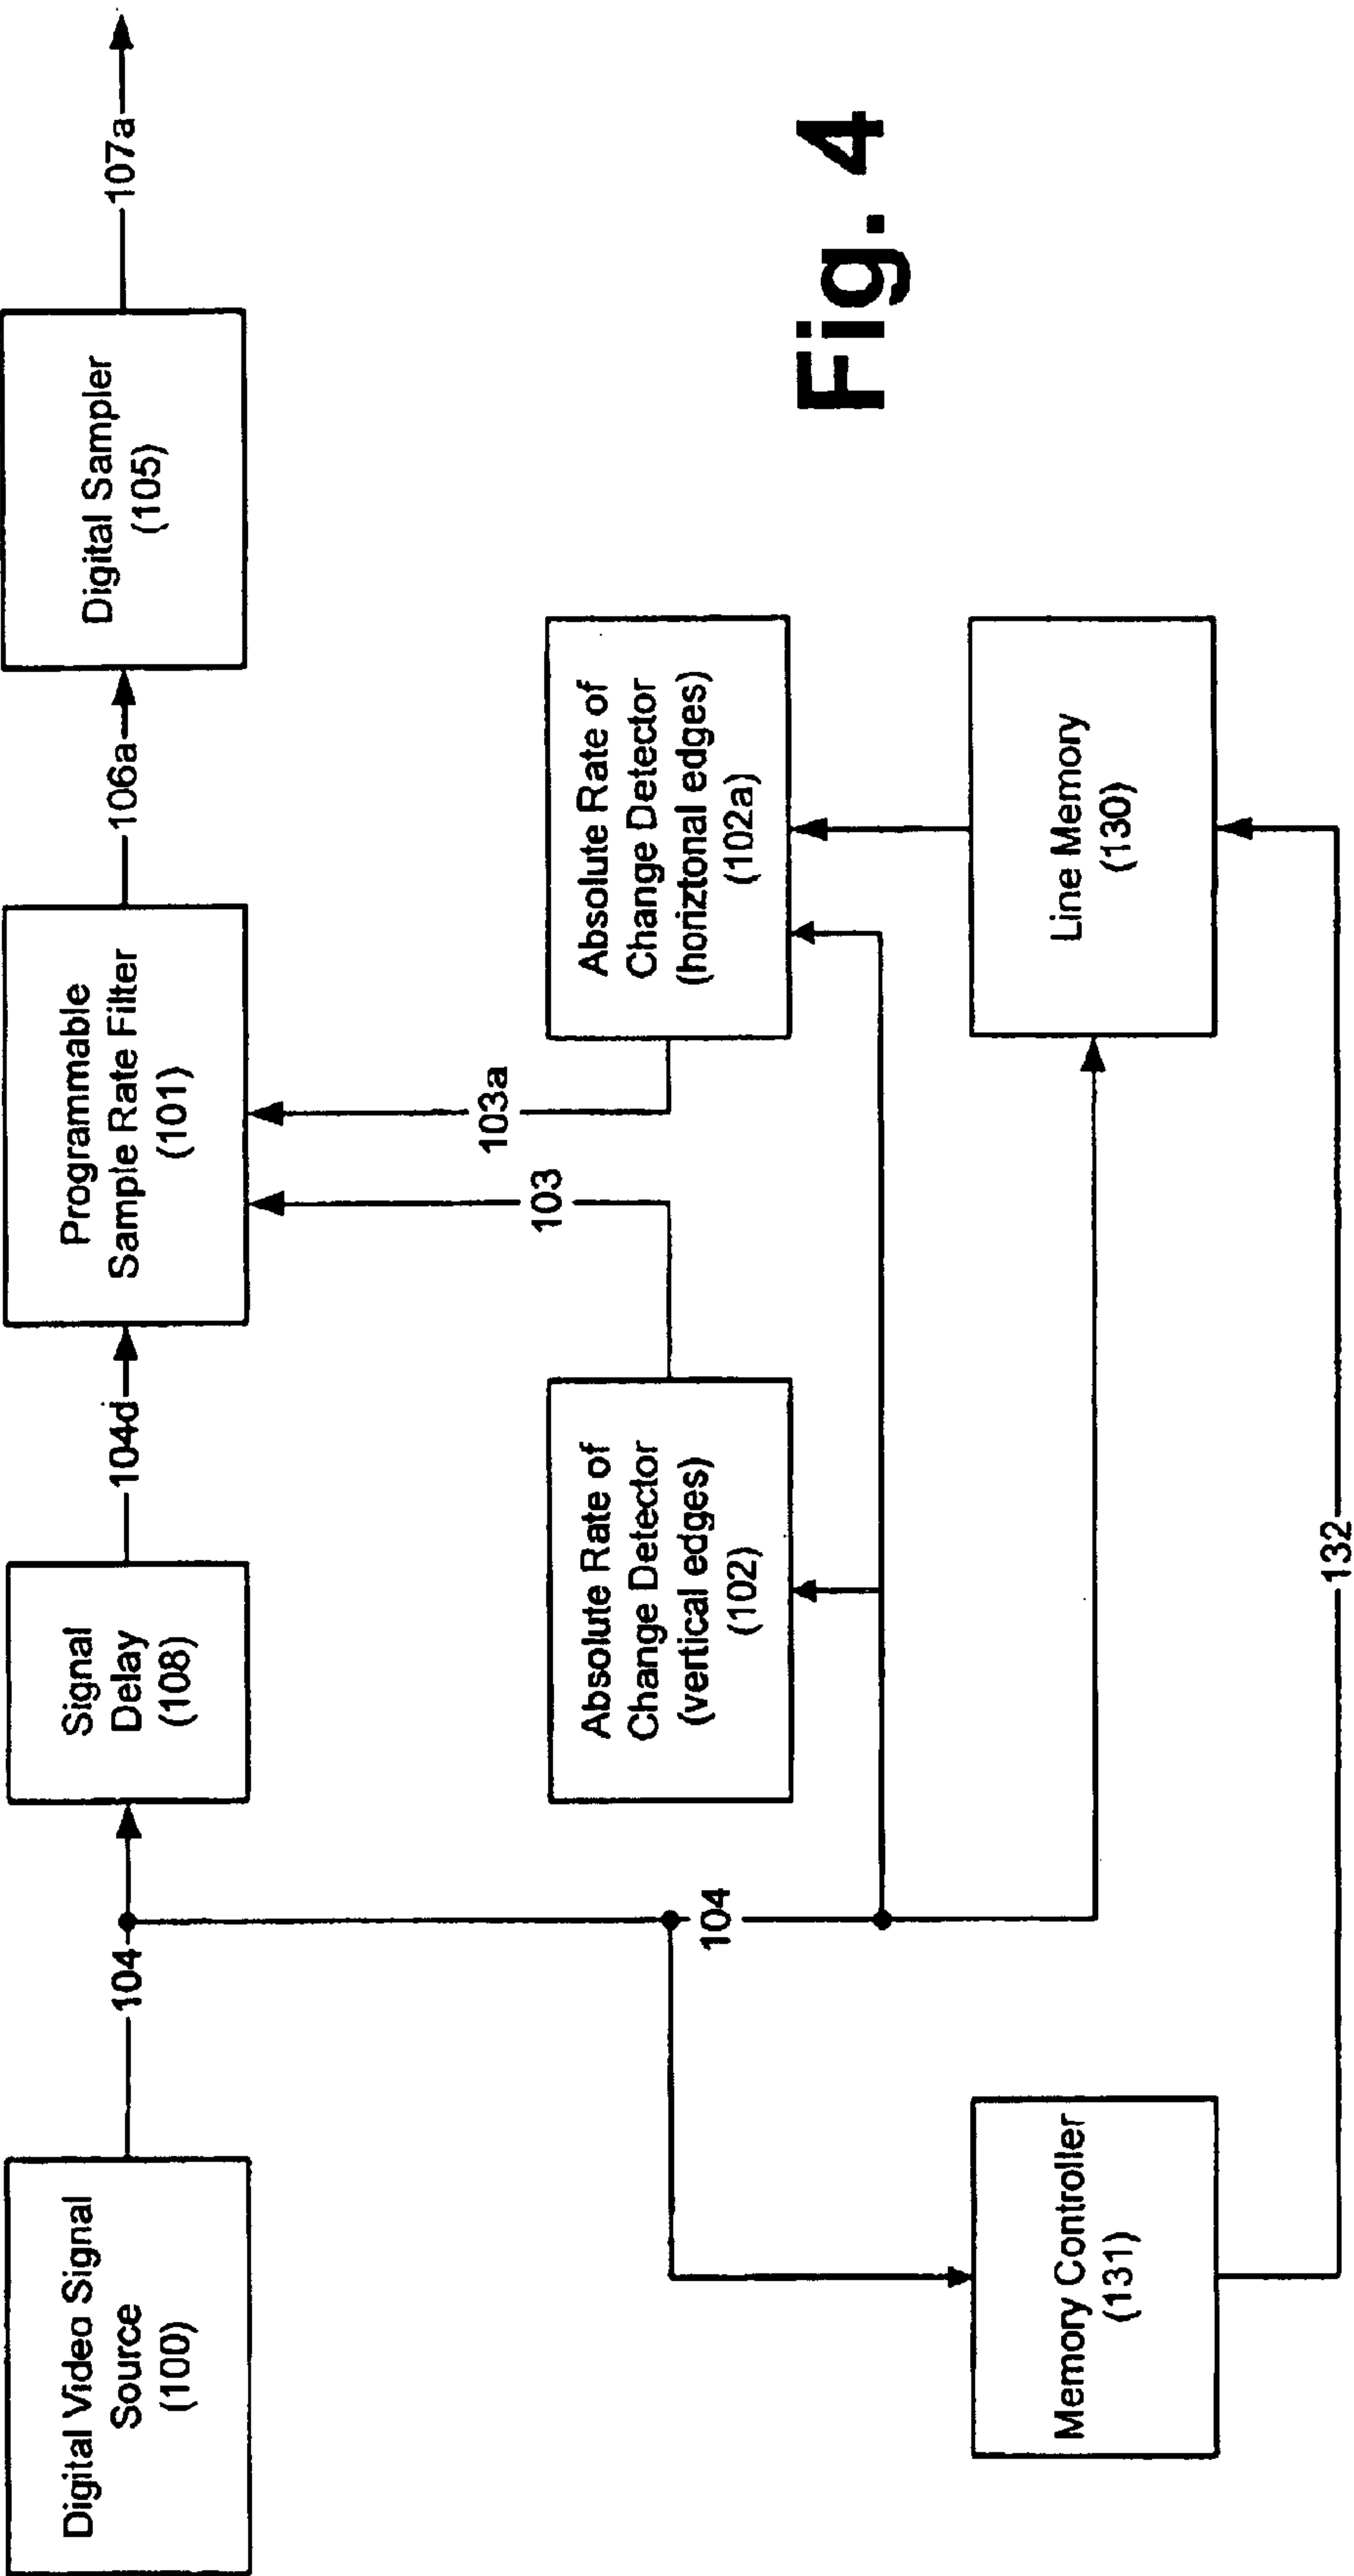 Digital Video Signal
Source
(100)
104
Signal
Delay
(108)
104d
Programmable
Sample Rate Filter
(101)
106a
Digital Sampler
(105)
107a
104
103
103a
Absolute Rate of
Change Detector
(vertical edges)
(102)
Absolute Rate of
Change Detector
(horiztonal edges)
(102a)
Memory Controller
(131)
Line Memory
(130)
132
Fig. 4